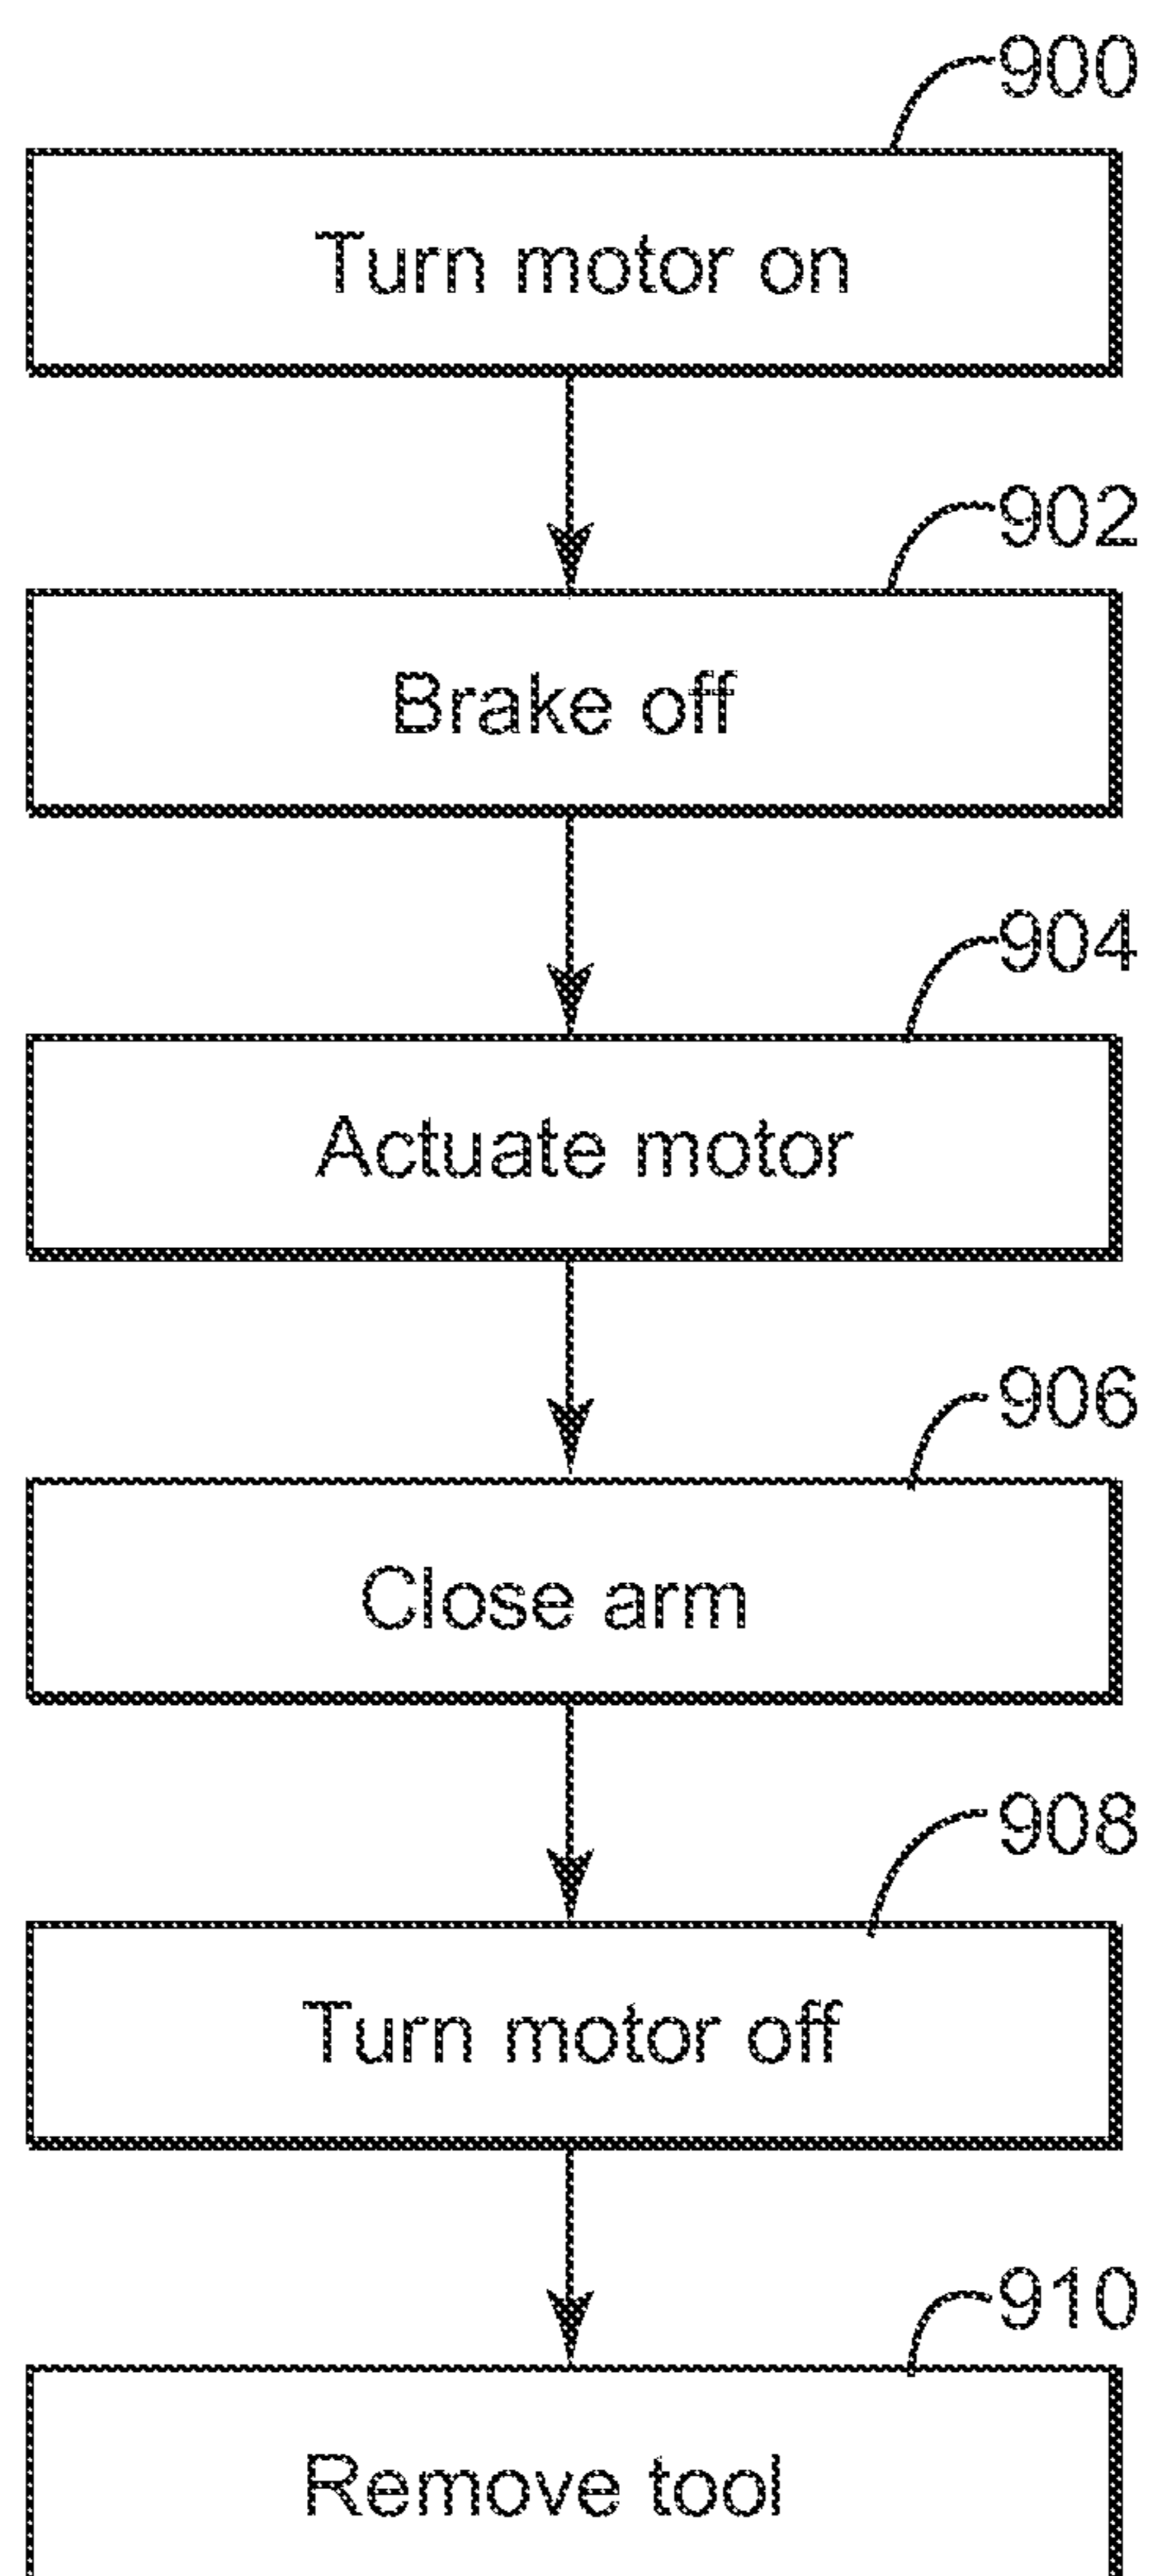 900
Turn motor on
902
Brake off
904
Actuate motor
906
Close arm
908
Turn motor off
910
Remove tool